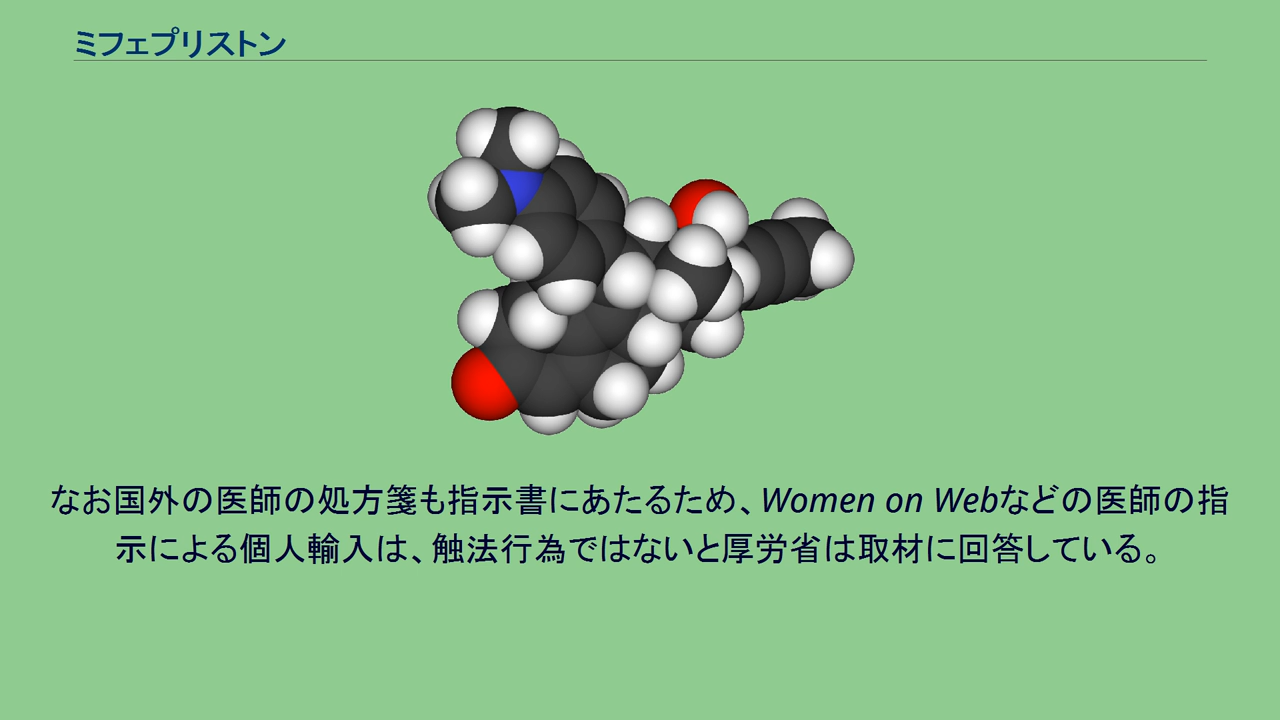 ミフェプリストン
なお国外の医師の処方箋も指示書にあたるため、Women on Webなどの医師の指
示による個人輸入は、触法行為ではないと厚労省は取材に回答している。